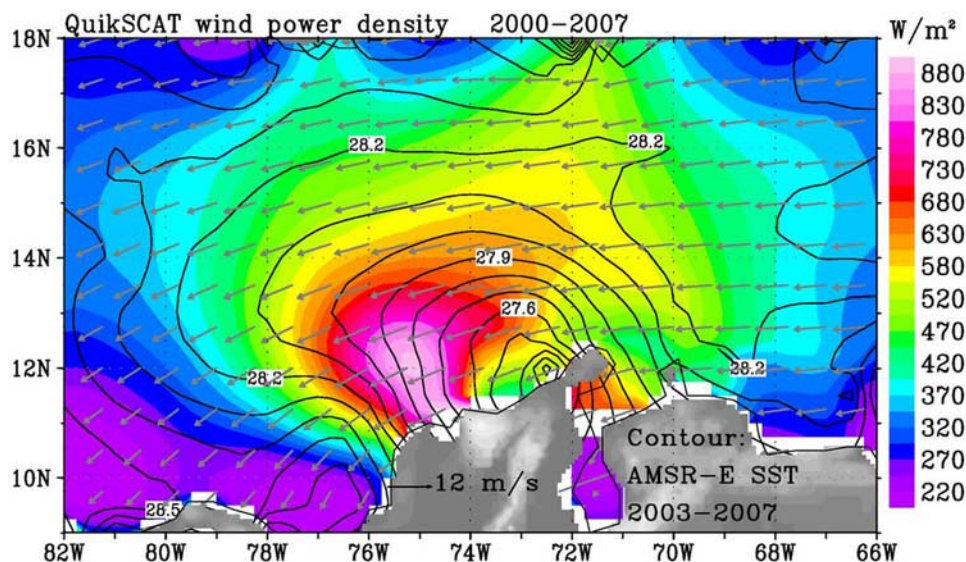 QuikSCAT wind power density 2000-2007
W/m²
18N
16N
14N
12N
10N
880
830
780
730
680
630
580
520
470
420
370
320
270
220
28.2
28.2
27.9
27.6
28.2
28.2
28.5
12 m/s
Contour:
AMSR-E SST
2003-2007
82W 80W 78W 76W 74W 72W 70W 68W 66W